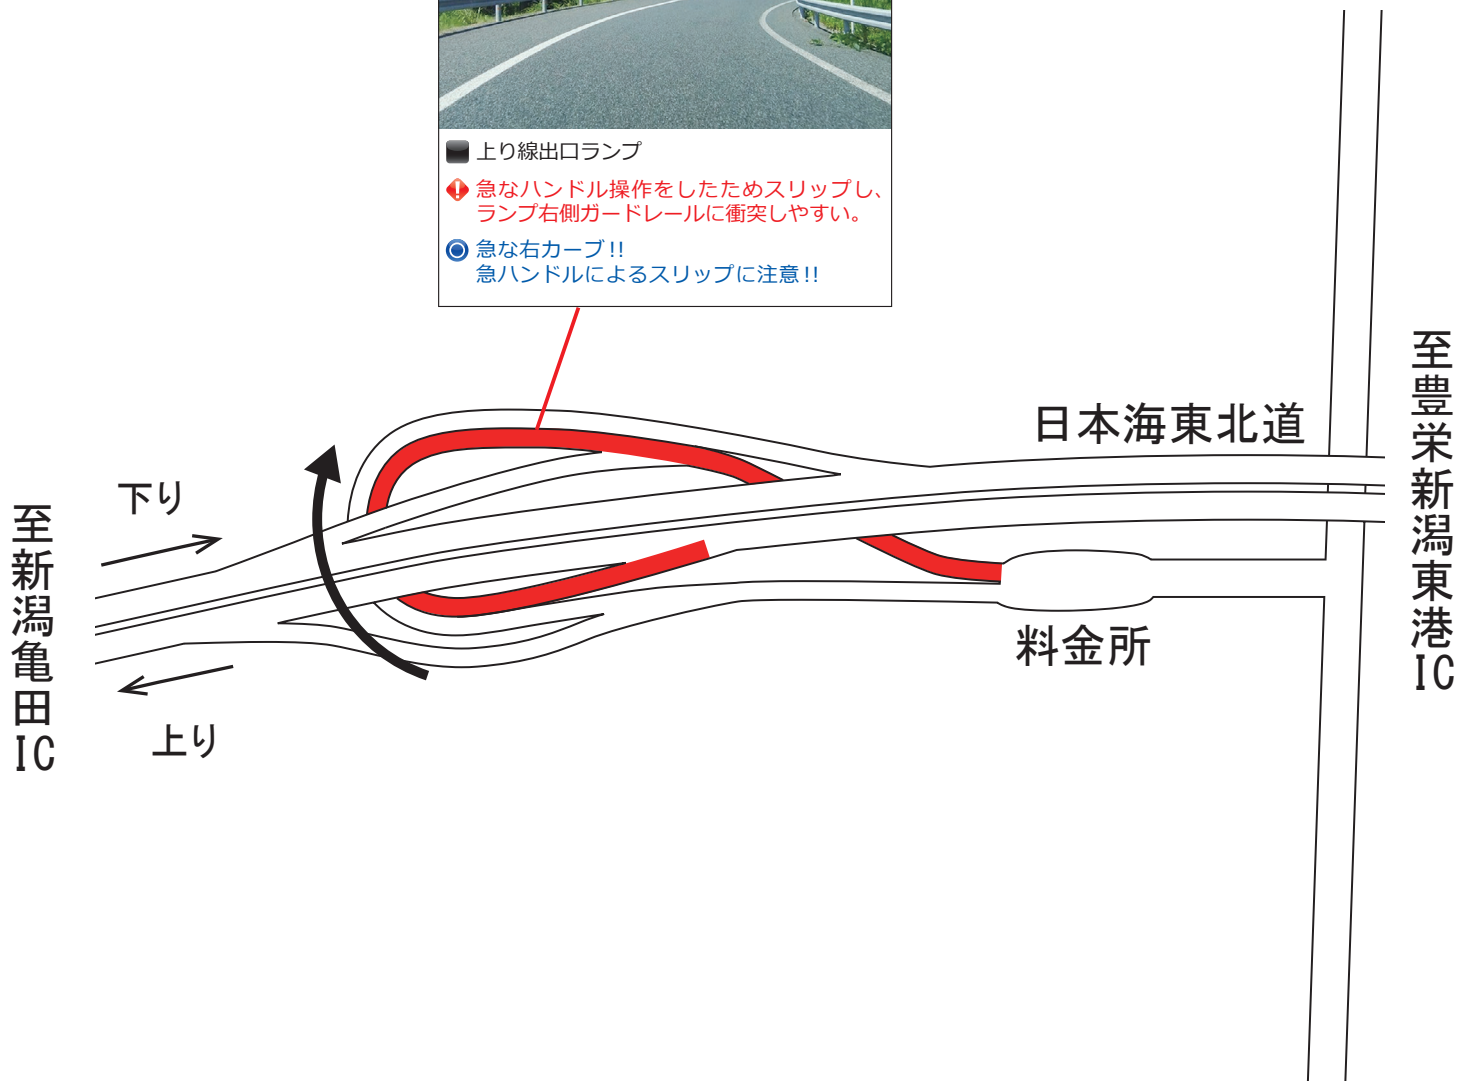 上り線出口ランプ
急なハンドル操作をしたためスリップし、
ランプ右側ガードレールに衝突しやすい。
急な右カーブ!!
急ハンドルによるスリップに注意!!
至豊栄新潟東港IC
日本海東北道
下り
至新潟亀田IC
料金所
上り